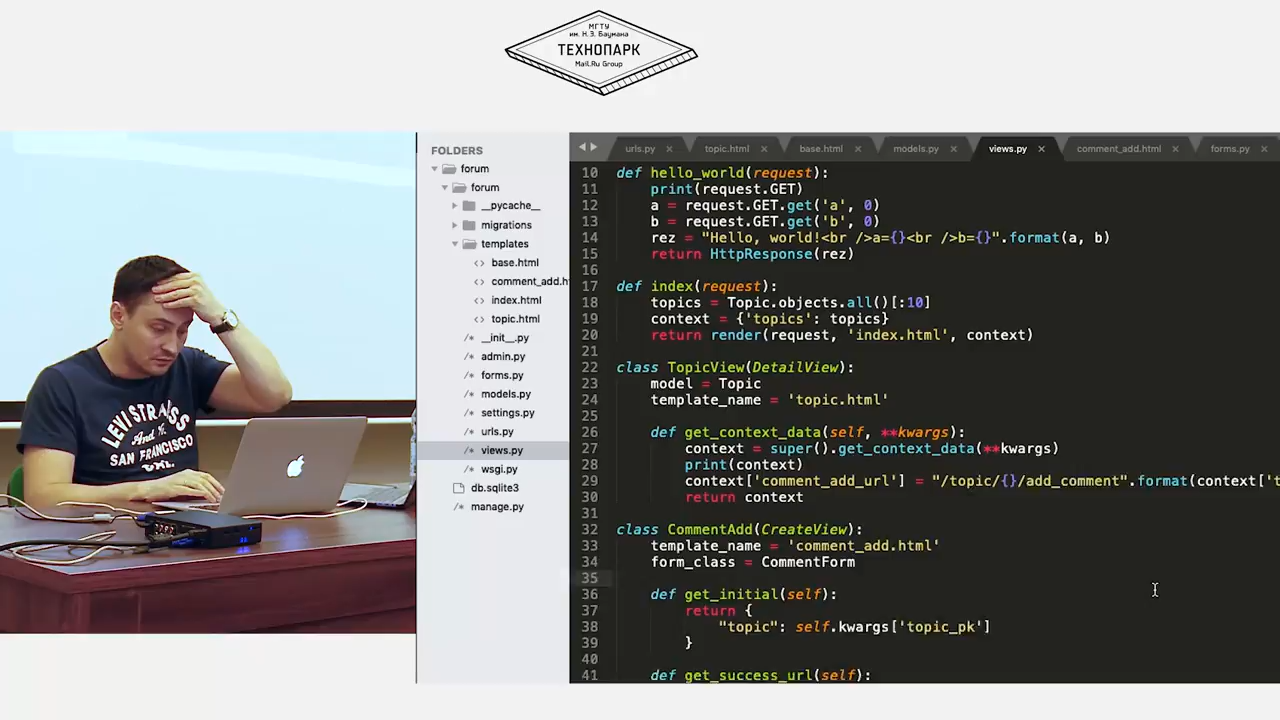 МГТУ
им. Н.Э. Баумана
ТЕХНОПАРК
Mail.Ru Group
LEVI STRAUSS
And
SAN FRANCISCO
CAL.
FOLDERS
forum
forum
__pycache__
migrations
templates
base.html
comment_add.h
index.html
topic.html
__init__.py
admin.py
forms.py
models.py
settings.py
urls.py
views.py
wsgi.py
db.sqlite3
manage.py
urls.py topic.html base.html models.py views.py comment_add.html forms.py
10 def hello_world(request):
11 print(request.GET)
12 a = request.GET.get('a', 0)
13 b = request.GET.get('b', 0)
14 rez = "Hello, world!<br />a={}<br />b={}".format(a, b)
15 return HttpResponse(rez)
16
17 def index(request):
18 topics = Topic.objects.all()[:10]
19 context = {'topics': topics}
20 return render(request, 'index.html', context)
21
22 class TopicView(DetailView):
23 model = Topic
24 template_name = 'topic.html'
25
26 def get_context_data(self, **kwargs):
27 context = super().get_context_data(**kwargs)
28 print(context)
29 context['comment_add_url'] = "/topic/{}/add_comment".format(context['t
30 return context
31
32 class CommentAdd(CreateView):
33 template_name = 'comment_add.html'
34 form_class = CommentForm
35
36 def get_initial(self):
37 return {
38 "topic": self.kwargs['topic_pk']
39 }
40
41 def get_success_url(self):